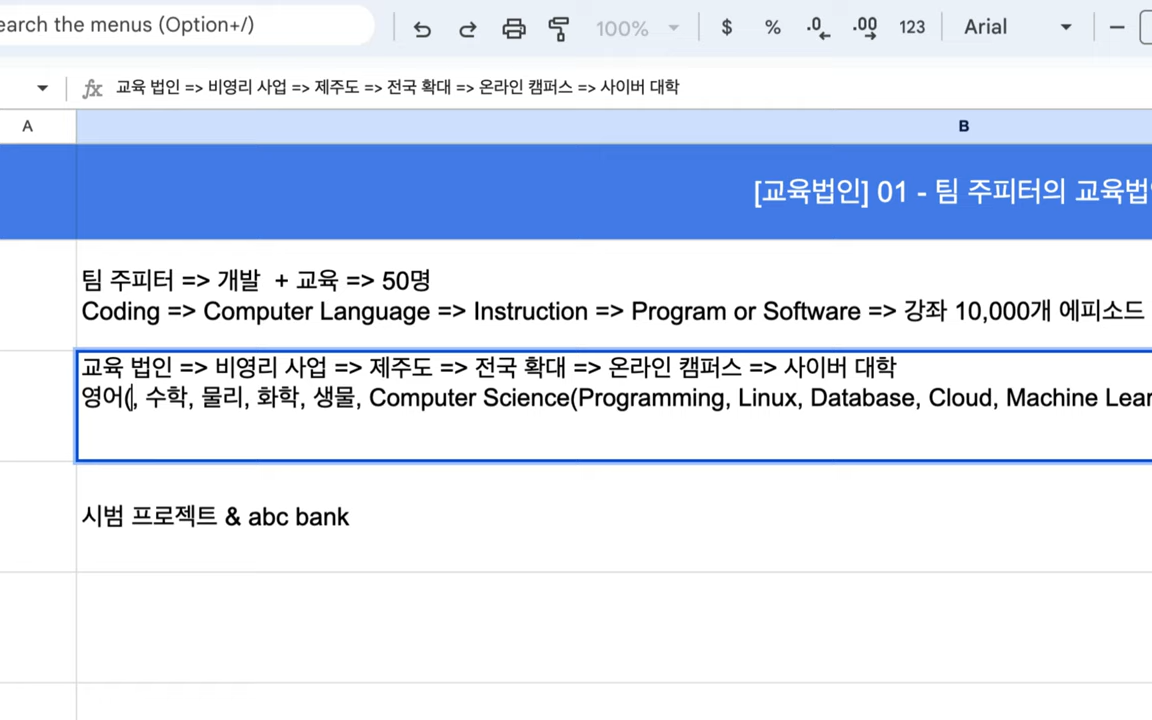 earch the menus (Option+/)
100%
$ % .0 .00 123 Arial
fx 교육 법인 => 비영리 사업 => 제주도 => 전국 확대 => 온라인 캠퍼스 => 사이버 대학
A B
[교육법인] 01 - 팀 주피터의 교육법
팀 주피터 => 개발 + 교육 => 50명
Coding => Computer Language => Instruction => Program or Software => 강좌 10,000개 에피소드
교육 법인 => 비영리 사업 => 제주도 => 전국 확대 => 온라인 캠퍼스 => 사이버 대학
영어(, 수학, 물리, 화학, 생물, Computer Science(Programming, Linux, Database, Cloud, Machine Lear
시범 프로젝트 & abc bank